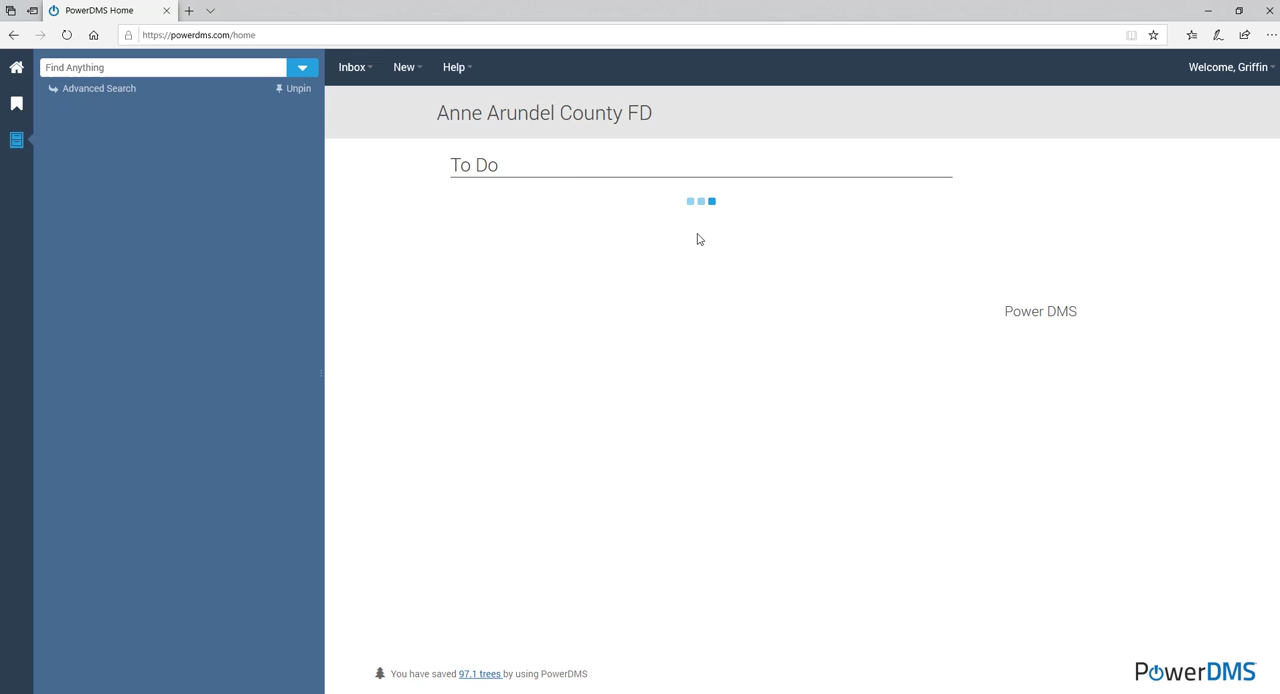 PowerDMS Home
https://powerdms.com/home
Find Anything
Advanced Search
Unpin
Inbox
New
Help
Welcome, Griffin
Anne Arundel County FD
To Do
Power DMS
You have saved 97.1 trees by using PowerDMS
PowerDMS